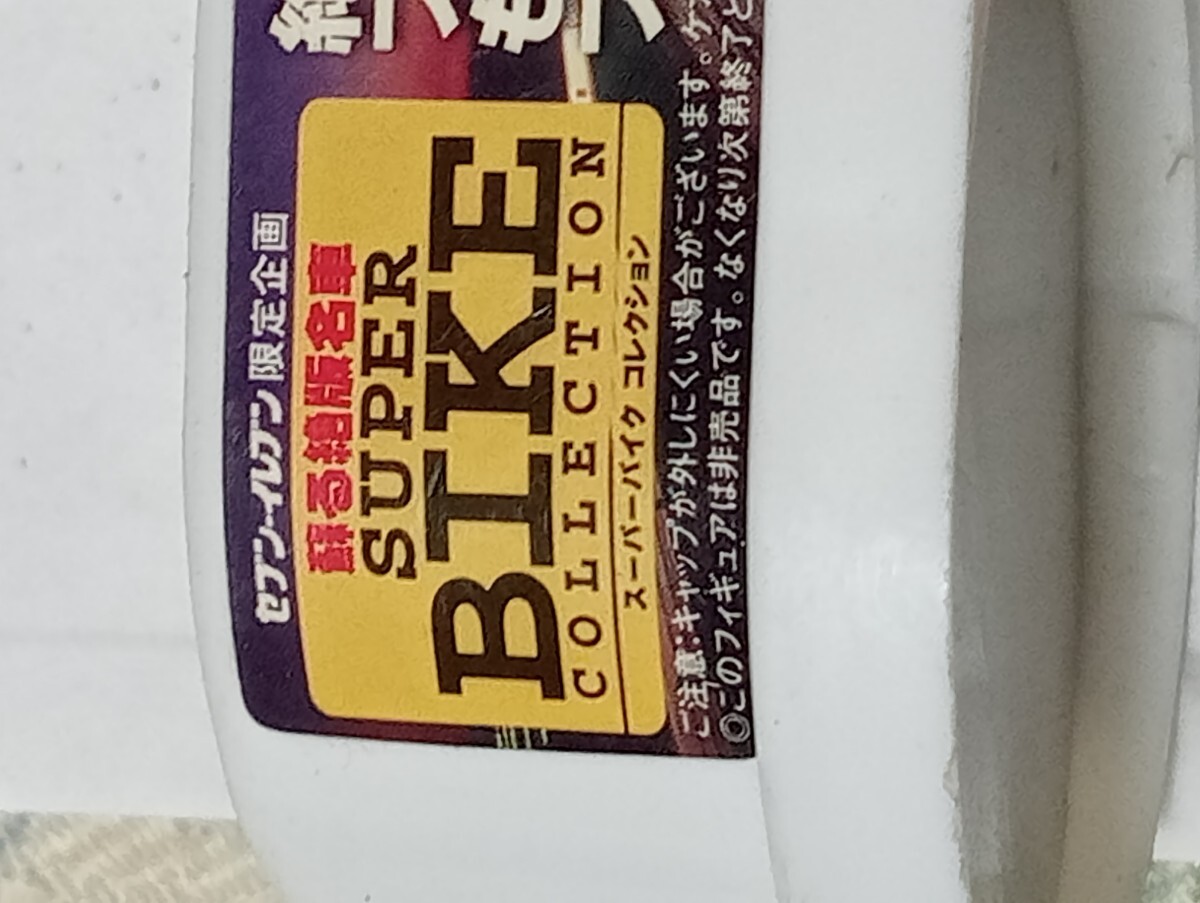 セブン-イレブン 限定企画
蘇る絶版名車
SUPER
BIKE
COLLECTION
スーパーバイク コレクション
ご注意:キャップが外しにくい場合がございます。
◎このフィギュアは非売品です。なくなり次第終了と